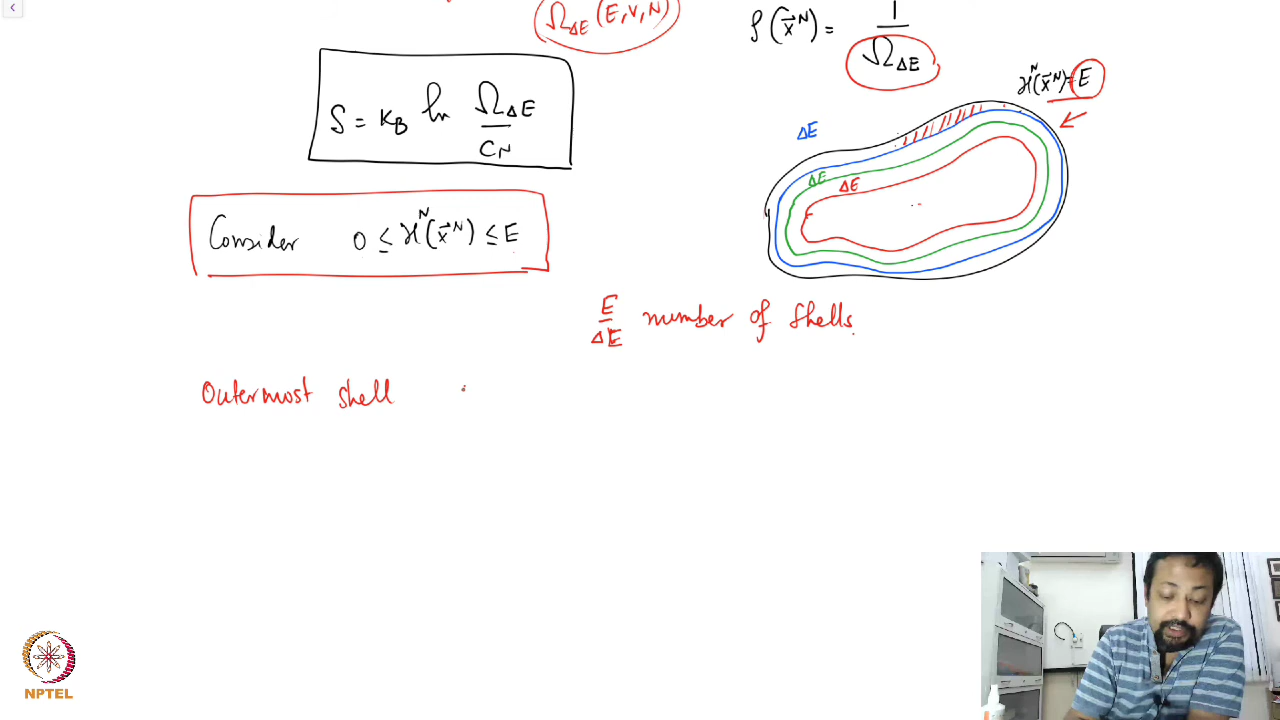 Ω_ΔE (E, V, N)
ρ(x⃗^N) = 1 / Ω_ΔE
S = K_B ln Ω_ΔE / C_N
ℋ^N(x⃗^N) = E
ΔE
ΔE
ΔE
Consider 0 ≤ ℋ^N(x⃗^N) ≤ E
E / ΔE number of shells.
Outermost shell
NPTEL